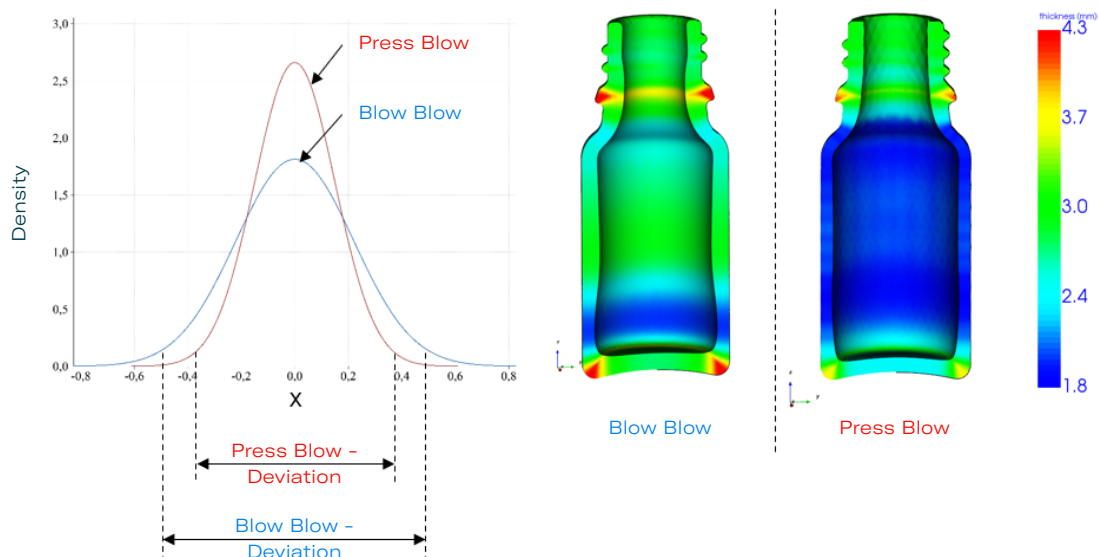 3,0
Press Blow
2,5
Blow Blow
2,0
Density
1,5
1,0
0,5
0,0
-0,8
-0,6
-0,4
-0,2
0,0
0,2
0,4
0,6
0,8
X
Press Blow -
Deviation
Blow Blow -
Deviation
Blow Blow
Press Blow
thickness (mm)
4.3
3.7
3.0
2.4
1.8